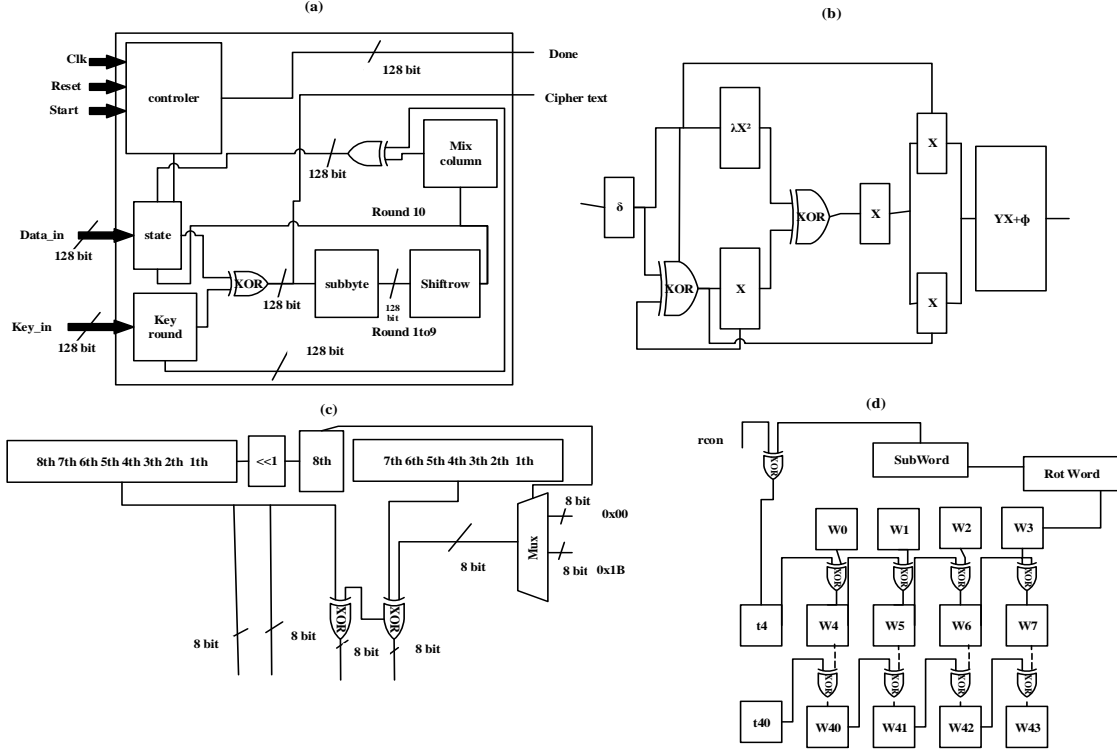 (a)
Clk
Reset
Start
controler
128 bit
Done
Cipher text
128 bit
Mix
column
Round 10
Data_in
128 bit
state
XOR
128 bit
subbyte
128
bit
Shiftrow
Round 1to9
Key_in
128 bit
Key
round
128 bit
(b)
δ
λX²
XOR
X
XOR
X
X
X
YX+ϕ
(c)
8th 7th 6th 5th 4th 3th 2th 1th
<<1
8th
7th 6th 5th 4th 3th 2th 1th
Mux
8 bit
0x00
8 bit
0x1B
8 bit
XOR
XOR
8 bit
8 bit
8 bit
8 bit
(d)
rcon
XOR
SubWord
Rot Word
W0
W1
W2
W3
XOR
XOR
XOR
XOR
t4
W4
W5
W6
W7
XOR
XOR
XOR
XOR
t40
W40
W41
W42
W43